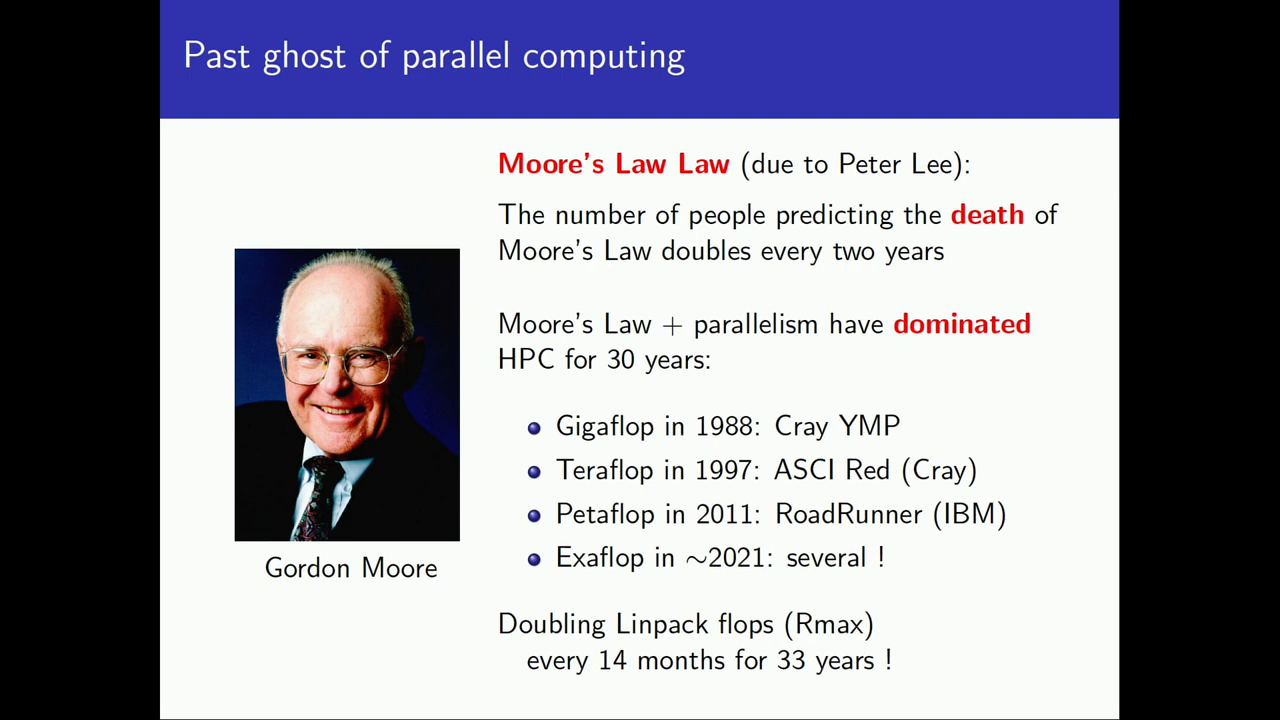 Past ghost of parallel computing
Moore's Law Law (due to Peter Lee):
The number of people predicting the death of
Moore's Law doubles every two years
Moore's Law + parallelism have dominated
HPC for 30 years:
Gigaflop in 1988: Cray YMP
Teraflop in 1997: ASCI Red (Cray)
Petaflop in 2011: RoadRunner (IBM)
Exaflop in ~2021: several !
Gordon Moore
Doubling Linpack flops (Rmax)
every 14 months for 33 years !